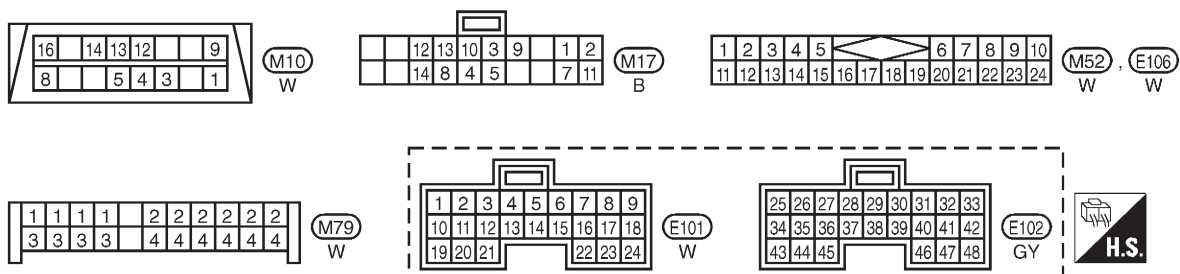 16 14 13 12 9
8 5 4 3 1
M10
W
12 13 10 3 9 1 2
14 8 4 5 7 11
M17
B
1 2 3 4 5 6 7 8 9 10
11 12 13 14 15 16 17 18 19 20 21 22 23 24
M52 , E106
W W
1 1 1 1 2 2 2 2 2 2
3 3 3 3 4 4 4 4 4 4
M79
W
1 2 3 4 5 6 7 8 9
10 11 12 13 14 15 16 17 18
19 20 21 22 23 24
E101
W
25 26 27 28 29 30 31 32 33
34 35 36 37 38 39 40 41 42
43 44 45 46 47 48
E102
GY
H.S.